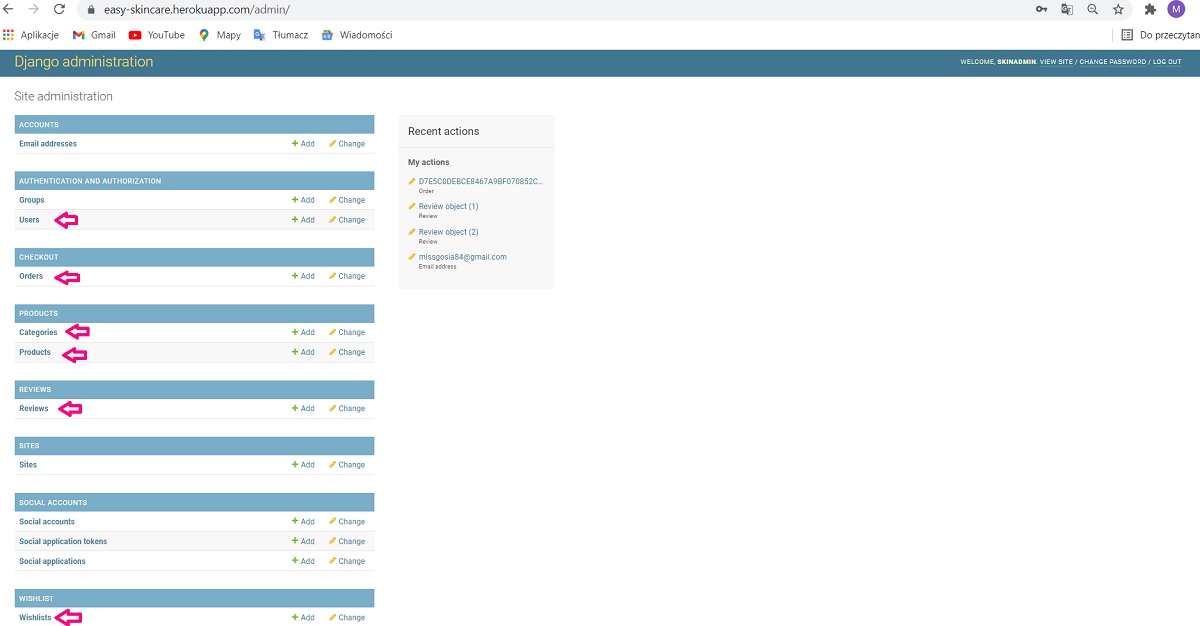 easy-skincare.herokuapp.com/admin/
M
Aplikacje Gmail YouTube Mapy Tłumacz Wiadomości Do przeczytan
Django administration
WELCOME, SKINADMIN. VIEW SITE / CHANGE PASSWORD / LOG OUT
Site administration
ACCOUNTS
Email addresses Add Change
AUTHENTICATION AND AUTHORIZATION
Groups Add Change
Users Add Change
CHECKOUT
Orders Add Change
PRODUCTS
Categories Add Change
Products Add Change
REVIEWS
Reviews Add Change
SITES
Sites Add Change
SOCIAL ACCOUNTS
Social accounts Add Change
Social application tokens Add Change
Social applications Add Change
WISHLIST
Wishlists Add Change
Recent actions
My actions
D7E5C0DEBCE8467A9BF070852C...
Order
Review object (1)
Review
Review object (2)
Review
missgosia84@gmail.com
Email address